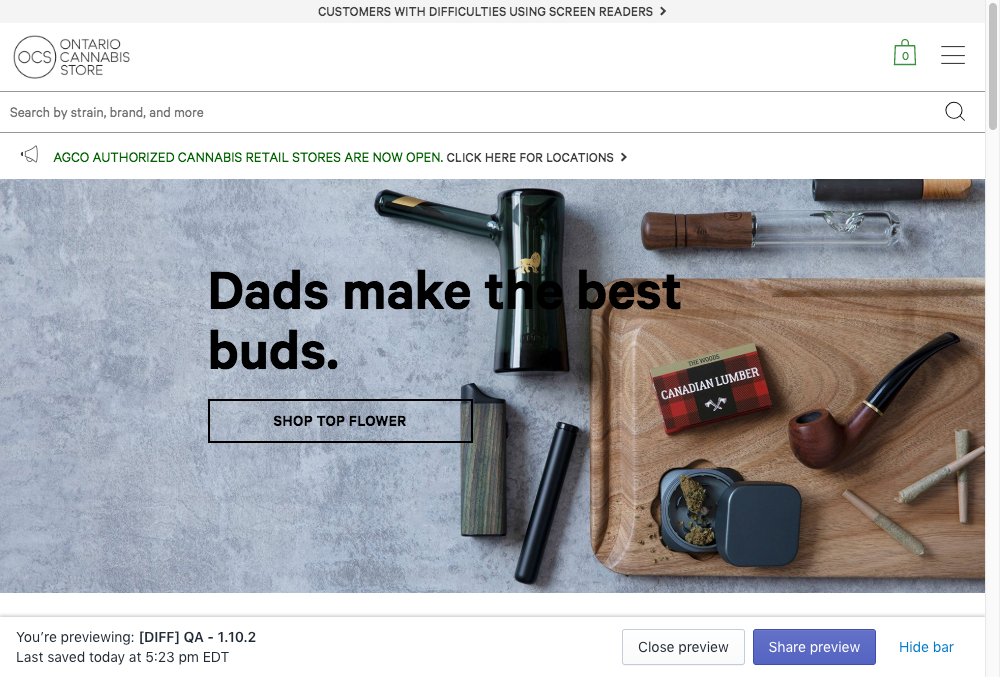 CUSTOMERS WITH DIFFICULTIES USING SCREEN READERS
OCS
ONTARIO
CANNABIS
STORE
0
Search by strain, brand, and more
AGCO AUTHORIZED CANNABIS RETAIL STORES ARE NOW OPEN. CLICK HERE FOR LOCATIONS
Dads make the best
buds.
SHOP TOP FLOWER
THE WOODS
CANADIAN LUMBER
You're previewing: [DIFF] QA - 1.10.2
Last saved today at 5:23 pm EDT
Close preview
Share preview
Hide bar